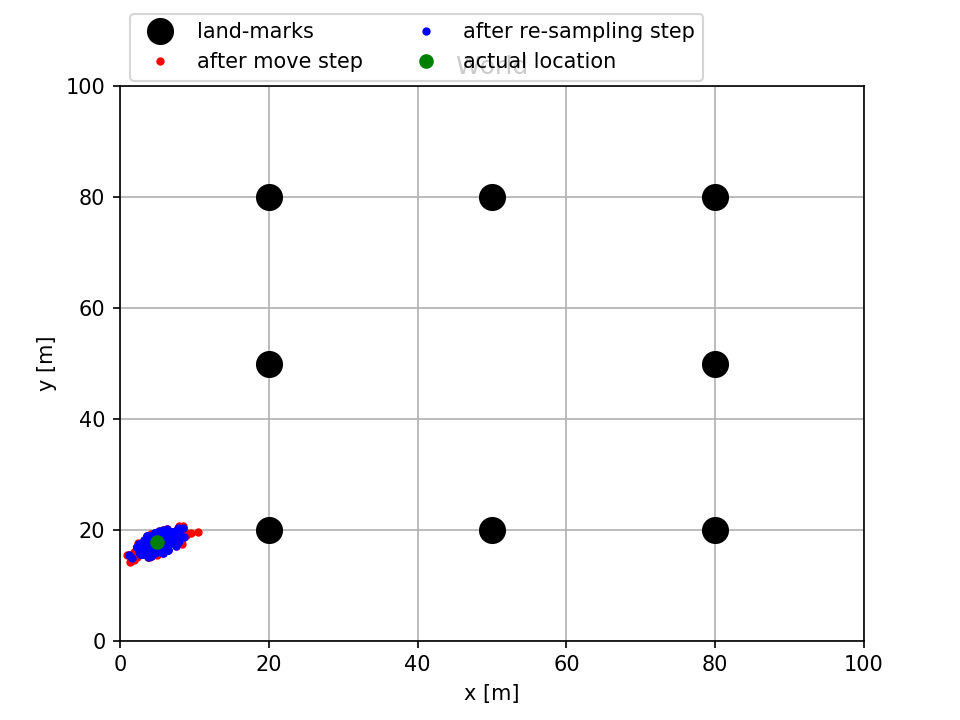 land-marks
after move step
after re-sampling step
actual location
World
100
80
60
40
20
0
y [m]
0 20 40 60 80 100
x [m]